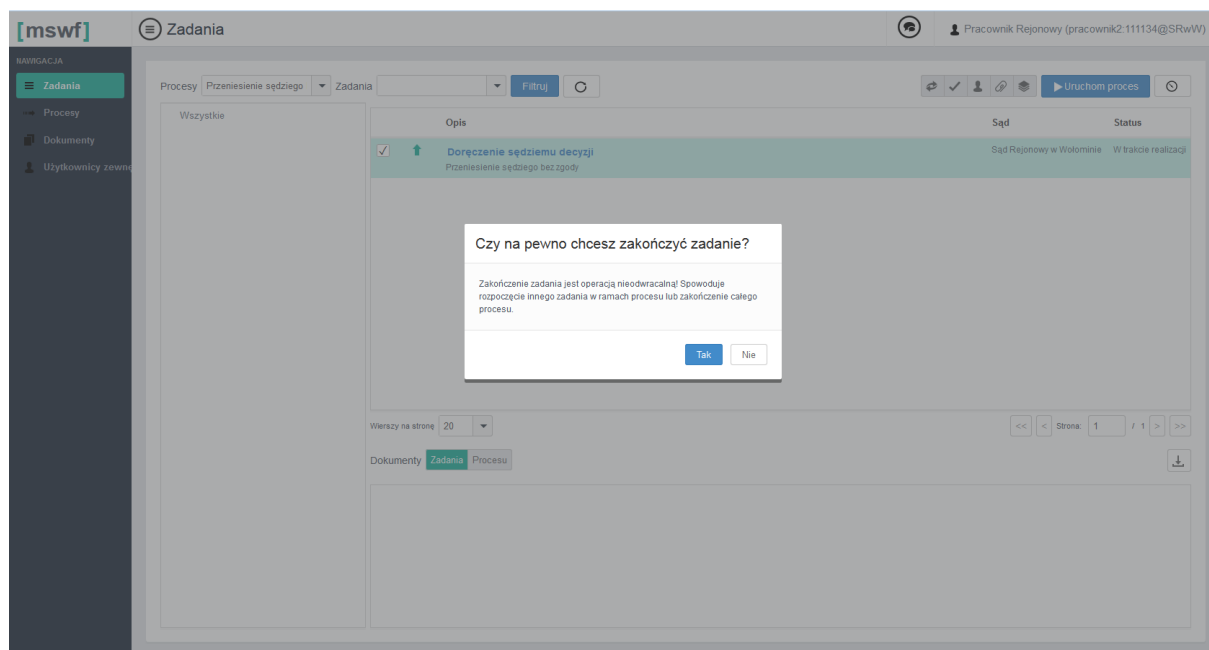 [mswf]
Zadania
Pracownik Rejonowy (pracownik2.111134@SRwW)
NAWIGACJA
Zadania
Procesy
Dokumenty
Użytkownicy zewnę
Procesy Przeniesienie sędziego Zadania Filtruj Uruchom proces
Wszystkie
Opis Sąd Status
Doręczenie sędziemu decyzji Sąd Rejonowy w Wołominie W trakcie realizacji
Przeniesienie sędziego bez zgody
Czy na pewno chcesz zakończyć zadanie?
Zakończenie zadania jest operacją nieodwracalną! Spowoduje
rozpoczęcie innego zadania w ramach procesu lub zakończenie całego
procesu.
Tak Nie
Wierszy na stronę 20 << < Strona: 1 / 1 > >>
Dokumenty Zadania Procesu